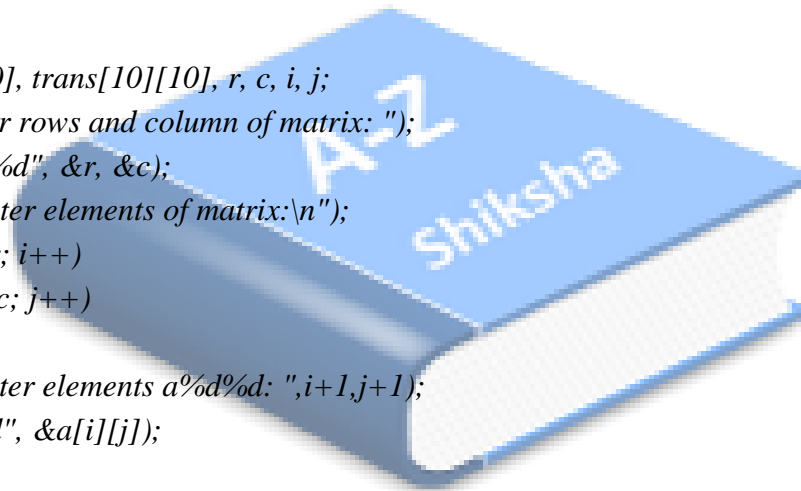 ], trans[10][10], r, c, i, j;
r rows and column of matrix: ");
%d", &r, &c);
ter elements of matrix:\n");
; i++)
c; j++)
ter elements a%d%d: ",i+1,j+1);
", &a[i][j]);
A-Z
Shiksha